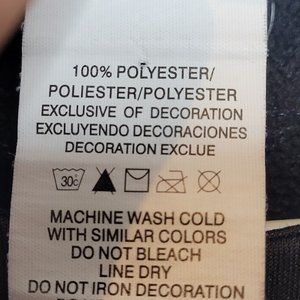 100% POLYESTER/
POLIESTER/POLYESTER
EXCLUSIVE OF DECORATION
EXCLUYENDO DECORACIONES
DECORATION EXCLUE
30c
MACHINE WASH COLD
WITH SIMILAR COLORS
DO NOT BLEACH
LINE DRY
DO NOT IRON DECORATION